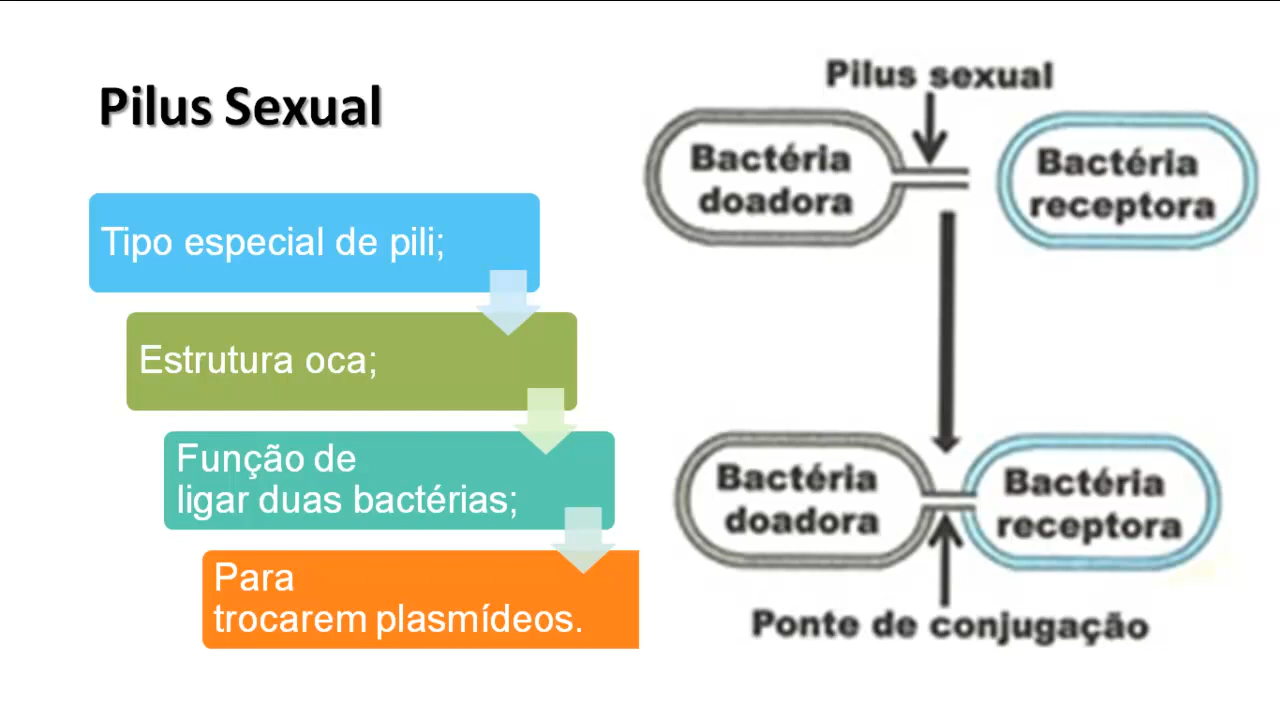 Pilus Sexual
Tipo especial de pili;
Estrutura oca;
Função de
ligar duas bactérias;
Para
trocarem plasmídeos.
Pilus sexual
Bactéria
doadora
Bactéria
receptora
Bactéria
doadora
Bactéria
receptora
Ponte de conjugação